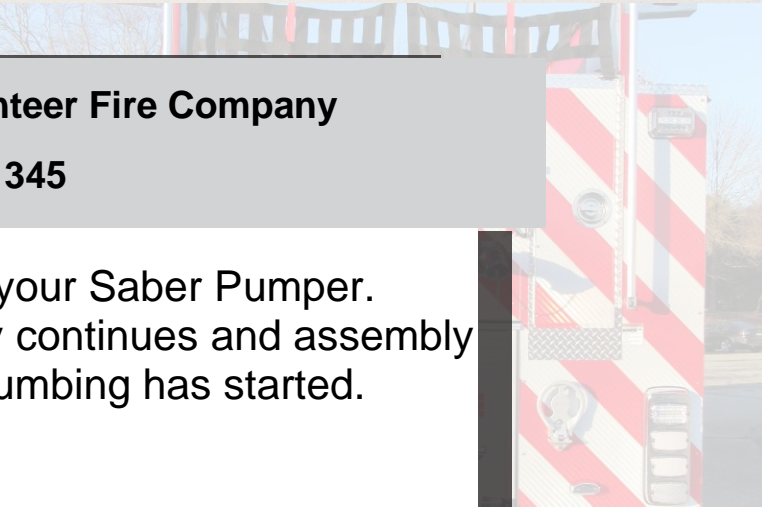 nteer Fire Company
345
your Saber Pumper.
continues and assembly
umbing has started.